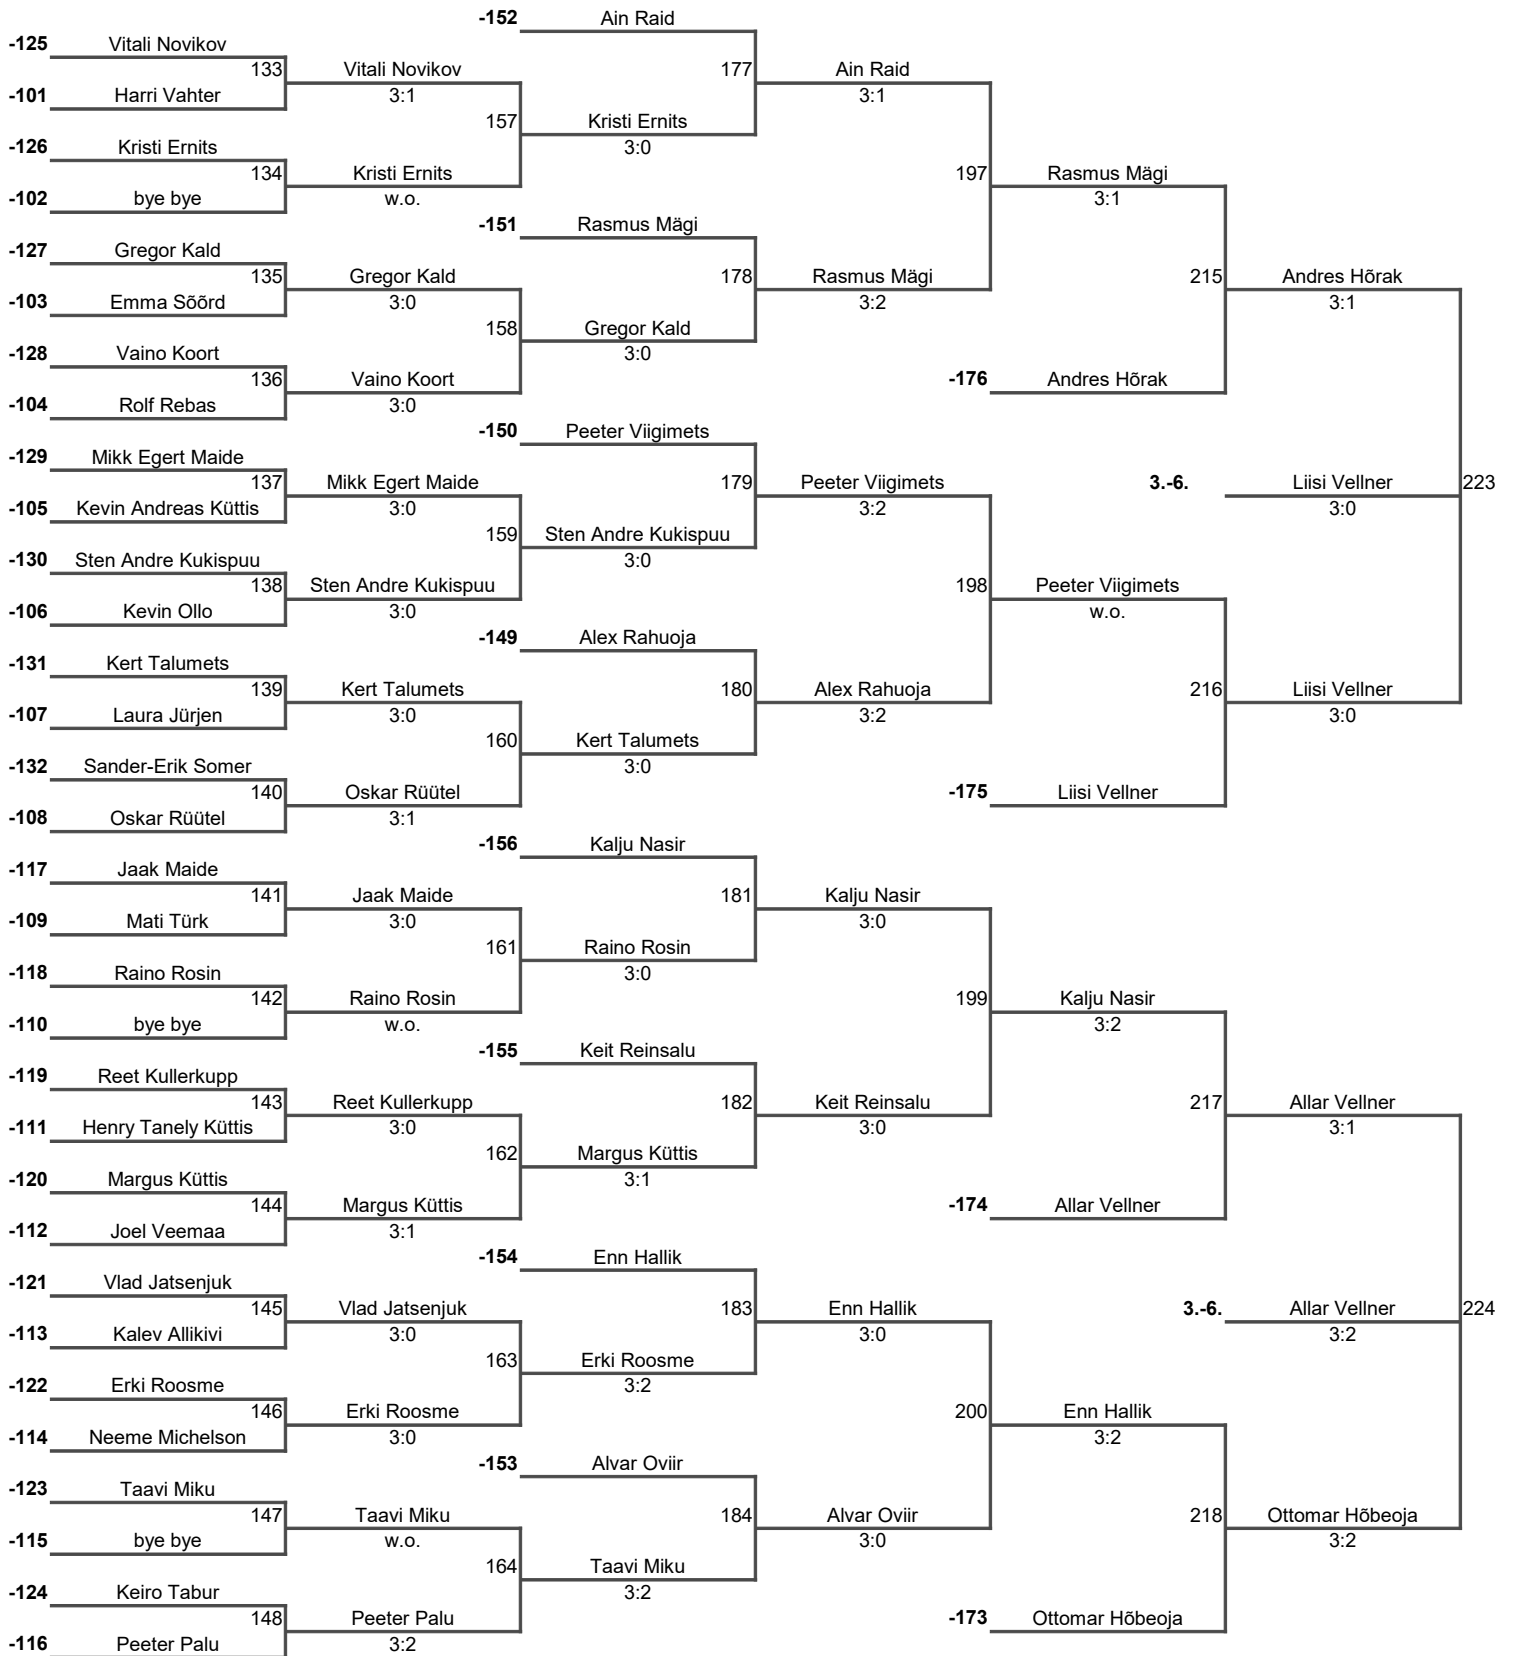 -152 Ain Raid
-125 Vitali Novikov
133 Vitali Novikov 177 Ain Raid
-101 Harri Vahter 3:1 3:1
157 Kristi Ernits
-126 Kristi Ernits 3:0
134 Kristi Ernits 197 Rasmus Mägi
-102 bye bye w.o. 3:1
-151 Rasmus Mägi
-127 Gregor Kald
135 Gregor Kald 178 Rasmus Mägi 215 Andres Hõrak
-103 Emma Sõõrd 3:0 3:2 3:1
158 Gregor Kald
-128 Vaino Koort 3:0
136 Vaino Koort -176 Andres Hõrak
-104 Rolf Rebas 3:0
-150 Peeter Viigimets
-129 Mikk Egert Maide
137 Mikk Egert Maide 179 Peeter Viigimets 3.-6. Liisi Vellner 223
-105 Kevin Andreas Küttis 3:0 3:2 3:0
159 Sten Andre Kukispuu
-130 Sten Andre Kukispuu 3:0
138 Sten Andre Kukispuu 198 Peeter Viigimets
-106 Kevin Ollo 3:0 w.o.
-149 Alex Rahuoja
-131 Kert Talumets
139 Kert Talumets 180 Alex Rahuoja 216 Liisi Vellner
-107 Laura Jürjen 3:0 3:2 3:0
160 Kert Talumets
-132 Sander-Erik Somer 3:0
140 Oskar Rüütel -175 Liisi Vellner
-108 Oskar Rüütel 3:1
-156 Kalju Nasir
-117 Jaak Maide
141 Jaak Maide 181 Kalju Nasir
-109 Mati Türk 3:0 3:0
161 Raino Rosin
-118 Raino Rosin 3:0
142 Raino Rosin 199 Kalju Nasir
-110 bye bye w.o. 3:2
-155 Keit Reinsalu
-119 Reet Kullerkupp
143 Reet Kullerkupp 182 Keit Reinsalu 217 Allar Vellner
-111 Henry Tanely Küttis 3:0 3:0 3:1
162 Margus Küttis
-120 Margus Küttis 3:1
144 Margus Küttis -174 Allar Vellner
-112 Joel Veemaa 3:1
-154 Enn Hallik
-121 Vlad Jatsenjuk
145 Vlad Jatsenjuk 183 Enn Hallik 3.-6. Allar Vellner 224
-113 Kalev Allikivi 3:0 3:0 3:2
163 Erki Roosme
-122 Erki Roosme 3:2
146 Erki Roosme 200 Enn Hallik
-114 Neeme Michelson 3:0 3:2
-153 Alvar Oviir
-123 Taavi Miku
147 Taavi Miku 184 Alvar Oviir 218 Ottomar Hõbeoja
-115 bye bye w.o. 3:0 3:2
164 Taavi Miku
-124 Keiro Tabur 3:2
148 Peeter Palu -173 Ottomar Hõbeoja
-116 Peeter Palu 3:2